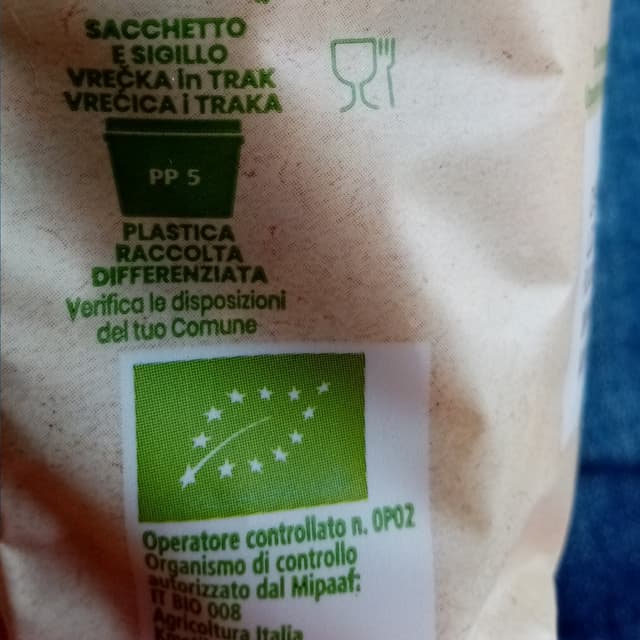 SACCHETTO
E SIGILLO
VREČKA in TRAK
VREČICA i TRAKA
PP 5
PLASTICA
RACCOLTA
DIFFERENZIATA
Verifica le disposizioni
del tuo Comune
Operatore controllato n. 0P02
Organismo di controllo
autorizzato dal Mipaaf:
IT BIO 008
Agricoltura Italia